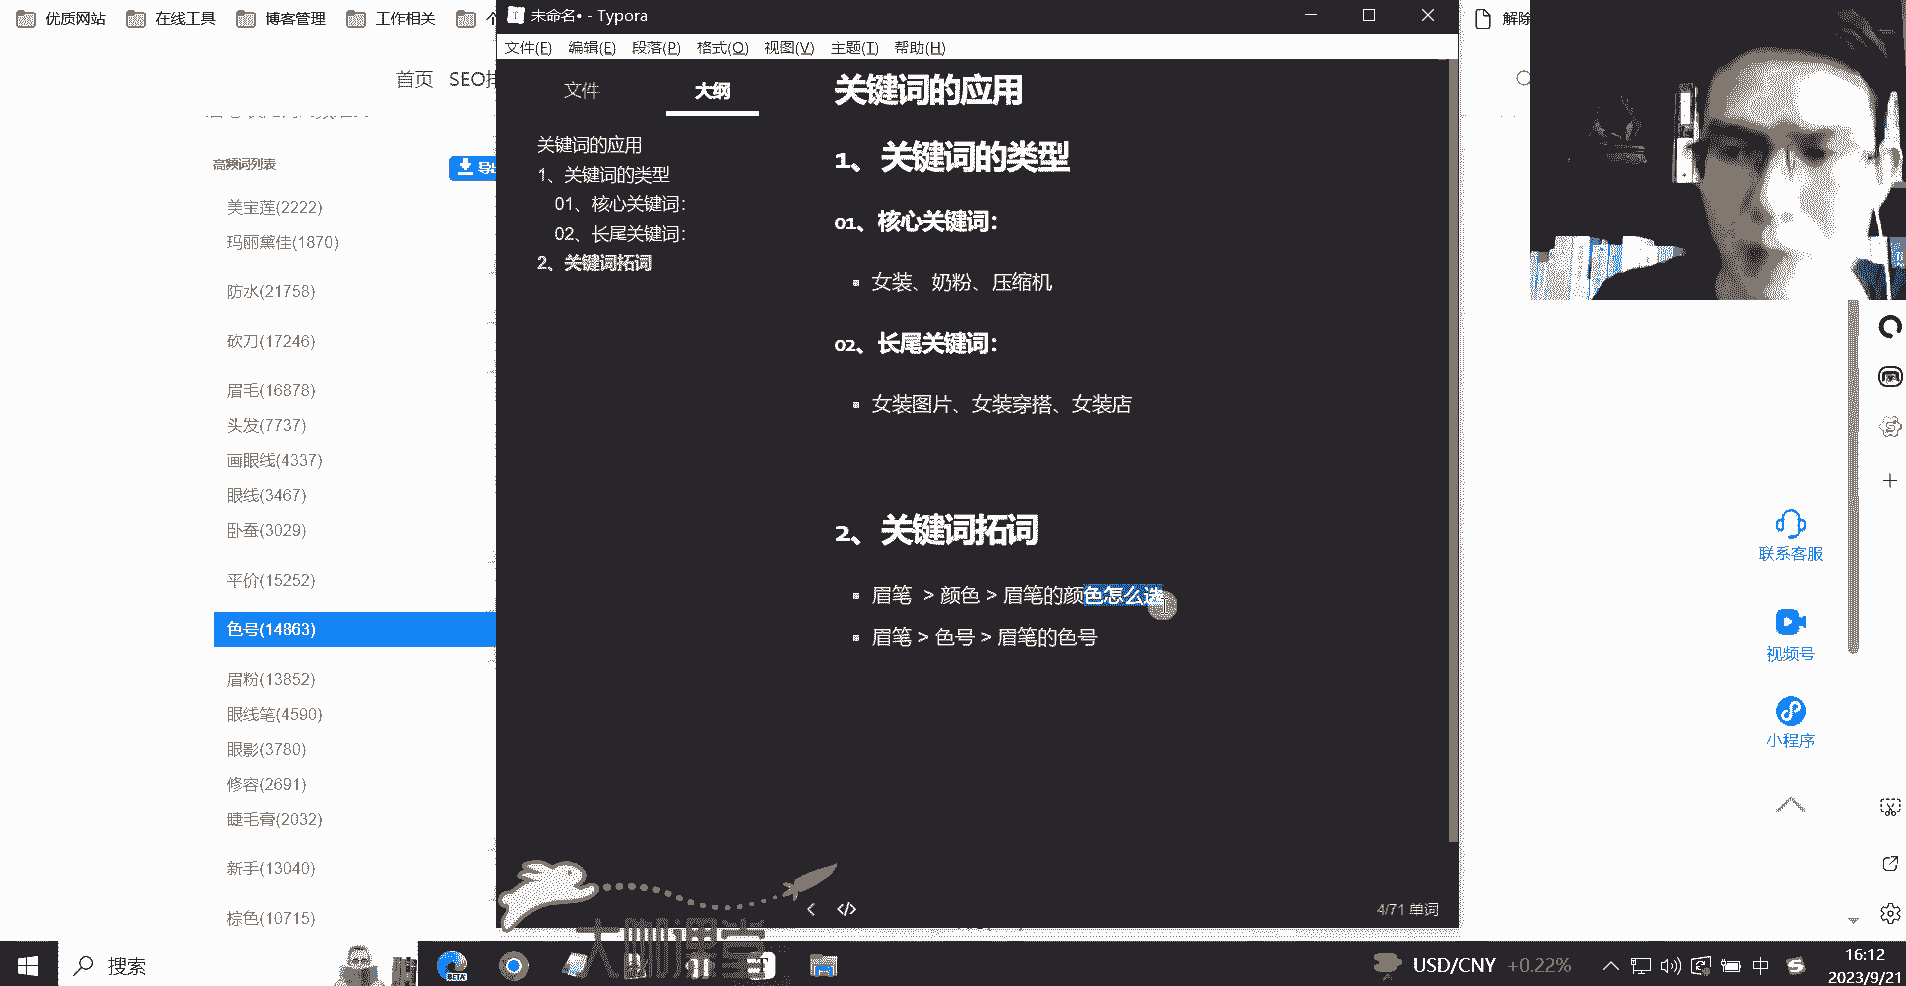 优质网站
在线工具
博客管理
工作相关
个
未命名• - Typora
解除
文件(F) 编辑(E) 段落(P) 格式(O) 视图(V) 主题(T) 帮助(H)
首页 SEO排
文件
大纲
高频词列表
导出
美宝莲(2222)
玛丽黛佳(1870)
防水(21758)
砍刀(17246)
眉毛(16878)
头发(7737)
画眼线(4337)
眼线(3467)
卧蚕(3029)
平价(15252)
色号(14863)
眉粉(13852)
眼线笔(4590)
眼影(3780)
修容(2691)
睫毛膏(2032)
新手(13040)
棕色(10715)
关键词的应用
1、关键词的类型
01、核心关键词：
02、长尾关键词：
2、关键词拓词
关键词的应用
1、关键词的类型
01、核心关键词：
女装、奶粉、压缩机
02、长尾关键词：
女装图片、女装穿搭、女装店
2、关键词拓词
眉笔 > 颜色 > 眉笔的颜色怎么选
眉笔 > 色号 > 眉笔的色号
4/71 单词
联系客服
视频号
小程序
大咖课堂
搜索
BETA
USD/CNY +0.22%
中
16:12
2023/9/21